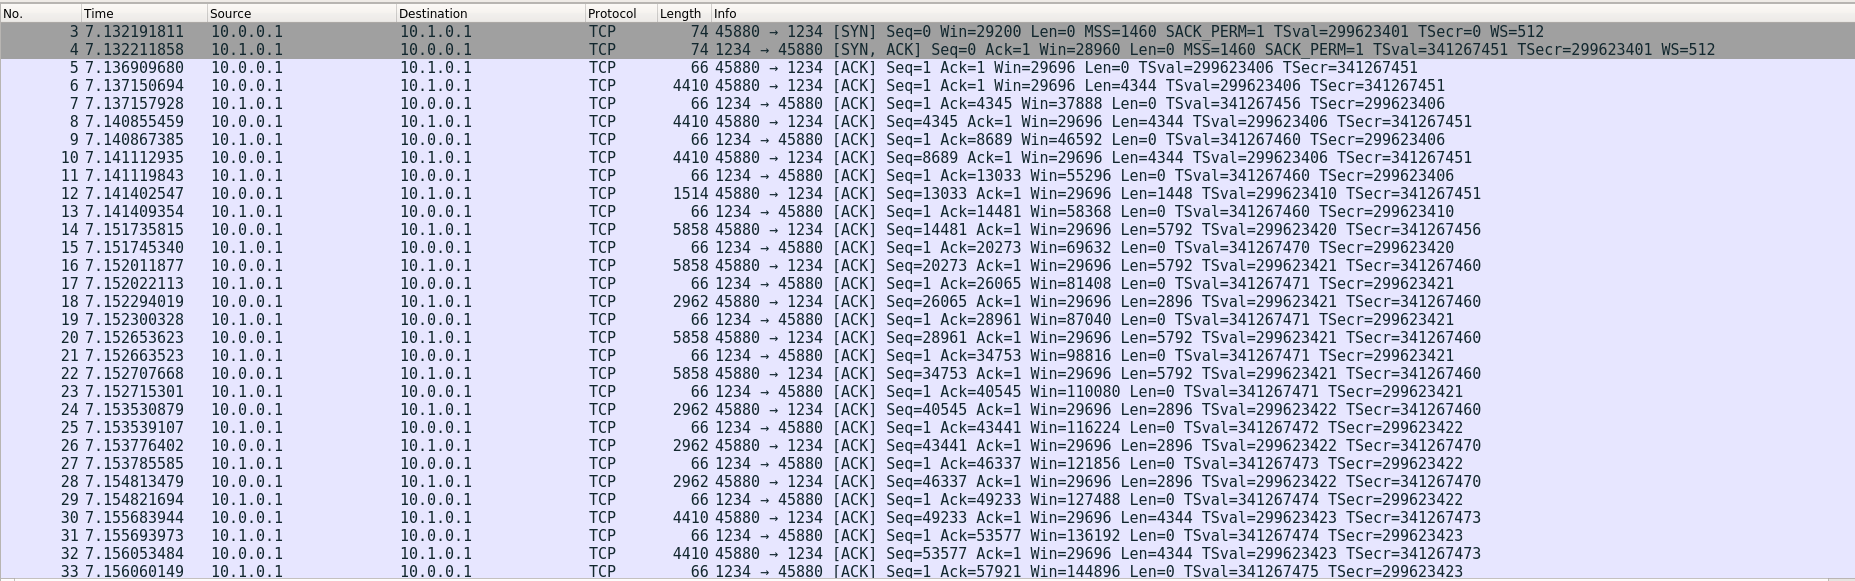 No. Time Source Destination Protocol Length Info
3 7.132191811 10.0.0.1 10.1.0.1 TCP 74 45880 → 1234 [SYN] Seq=0 Win=29200 Len=0 MSS=1460 SACK_PERM=1 TSval=299623401 TSecr=0 WS=512
4 7.132211858 10.1.0.1 10.0.0.1 TCP 74 1234 → 45880 [SYN, ACK] Seq=0 Ack=1 Win=28960 Len=0 MSS=1460 SACK_PERM=1 TSval=341267451 TSecr=299623401 WS=512
5 7.136909680 10.0.0.1 10.1.0.1 TCP 66 45880 → 1234 [ACK] Seq=1 Ack=1 Win=29696 Len=0 TSval=299623406 TSecr=341267451
6 7.137150694 10.0.0.1 10.1.0.1 TCP 4410 45880 → 1234 [ACK] Seq=1 Ack=1 Win=29696 Len=4344 TSval=299623406 TSecr=341267451
7 7.137157928 10.1.0.1 10.0.0.1 TCP 66 1234 → 45880 [ACK] Seq=1 Ack=4345 Win=37888 Len=0 TSval=341267456 TSecr=299623406
8 7.140855459 10.0.0.1 10.1.0.1 TCP 4410 45880 → 1234 [ACK] Seq=4345 Ack=1 Win=29696 Len=4344 TSval=299623406 TSecr=341267451
9 7.140867385 10.1.0.1 10.0.0.1 TCP 66 1234 → 45880 [ACK] Seq=1 Ack=8689 Win=46592 Len=0 TSval=341267460 TSecr=299623406
10 7.141112935 10.0.0.1 10.1.0.1 TCP 4410 45880 → 1234 [ACK] Seq=8689 Ack=1 Win=29696 Len=4344 TSval=299623406 TSecr=341267451
11 7.141119843 10.1.0.1 10.0.0.1 TCP 66 1234 → 45880 [ACK] Seq=1 Ack=13033 Win=55296 Len=0 TSval=341267460 TSecr=299623406
12 7.141402547 10.0.0.1 10.1.0.1 TCP 1514 45880 → 1234 [ACK] Seq=13033 Ack=1 Win=29696 Len=1448 TSval=299623410 TSecr=341267451
13 7.141409354 10.1.0.1 10.0.0.1 TCP 66 1234 → 45880 [ACK] Seq=1 Ack=14481 Win=58368 Len=0 TSval=341267460 TSecr=299623410
14 7.151735815 10.0.0.1 10.1.0.1 TCP 5858 45880 → 1234 [ACK] Seq=14481 Ack=1 Win=29696 Len=5792 TSval=299623420 TSecr=341267456
15 7.151745340 10.1.0.1 10.0.0.1 TCP 66 1234 → 45880 [ACK] Seq=1 Ack=20273 Win=69632 Len=0 TSval=341267470 TSecr=299623420
16 7.152011877 10.0.0.1 10.1.0.1 TCP 5858 45880 → 1234 [ACK] Seq=20273 Ack=1 Win=29696 Len=5792 TSval=299623421 TSecr=341267460
17 7.152022113 10.1.0.1 10.0.0.1 TCP 66 1234 → 45880 [ACK] Seq=1 Ack=26065 Win=81408 Len=0 TSval=341267471 TSecr=299623421
18 7.152294019 10.0.0.1 10.1.0.1 TCP 2962 45880 → 1234 [ACK] Seq=26065 Ack=1 Win=29696 Len=2896 TSval=299623421 TSecr=341267460
19 7.152300328 10.1.0.1 10.0.0.1 TCP 66 1234 → 45880 [ACK] Seq=1 Ack=28961 Win=87040 Len=0 TSval=341267471 TSecr=299623421
20 7.152653623 10.0.0.1 10.1.0.1 TCP 5858 45880 → 1234 [ACK] Seq=28961 Ack=1 Win=29696 Len=5792 TSval=299623421 TSecr=341267460
21 7.152663523 10.1.0.1 10.0.0.1 TCP 66 1234 → 45880 [ACK] Seq=1 Ack=34753 Win=98816 Len=0 TSval=341267471 TSecr=299623421
22 7.152707668 10.0.0.1 10.1.0.1 TCP 5858 45880 → 1234 [ACK] Seq=34753 Ack=1 Win=29696 Len=5792 TSval=299623421 TSecr=341267460
23 7.152715301 10.1.0.1 10.0.0.1 TCP 66 1234 → 45880 [ACK] Seq=1 Ack=40545 Win=110080 Len=0 TSval=341267471 TSecr=299623421
24 7.153530879 10.0.0.1 10.1.0.1 TCP 2962 45880 → 1234 [ACK] Seq=40545 Ack=1 Win=29696 Len=2896 TSval=299623422 TSecr=341267460
25 7.153539107 10.1.0.1 10.0.0.1 TCP 66 1234 → 45880 [ACK] Seq=1 Ack=43441 Win=116224 Len=0 TSval=341267472 TSecr=299623422
26 7.153776402 10.0.0.1 10.1.0.1 TCP 2962 45880 → 1234 [ACK] Seq=43441 Ack=1 Win=29696 Len=2896 TSval=299623422 TSecr=341267470
27 7.153785585 10.1.0.1 10.0.0.1 TCP 66 1234 → 45880 [ACK] Seq=1 Ack=46337 Win=121856 Len=0 TSval=341267473 TSecr=299623422
28 7.154813479 10.0.0.1 10.1.0.1 TCP 2962 45880 → 1234 [ACK] Seq=46337 Ack=1 Win=29696 Len=2896 TSval=299623422 TSecr=341267470
29 7.154821694 10.1.0.1 10.0.0.1 TCP 66 1234 → 45880 [ACK] Seq=1 Ack=49233 Win=127488 Len=0 TSval=341267474 TSecr=299623422
30 7.155683944 10.0.0.1 10.1.0.1 TCP 4410 45880 → 1234 [ACK] Seq=49233 Ack=1 Win=29696 Len=4344 TSval=299623423 TSecr=341267473
31 7.155693973 10.1.0.1 10.0.0.1 TCP 66 1234 → 45880 [ACK] Seq=1 Ack=53577 Win=136192 Len=0 TSval=341267474 TSecr=299623423
32 7.156053484 10.0.0.1 10.1.0.1 TCP 4410 45880 → 1234 [ACK] Seq=53577 Ack=1 Win=29696 Len=4344 TSval=299623423 TSecr=341267473
33 7.156060149 10.1.0.1 10.0.0.1 TCP 66 1234 → 45880 [ACK] Seq=1 Ack=57921 Win=144896 Len=0 TSval=341267475 TSecr=299623423